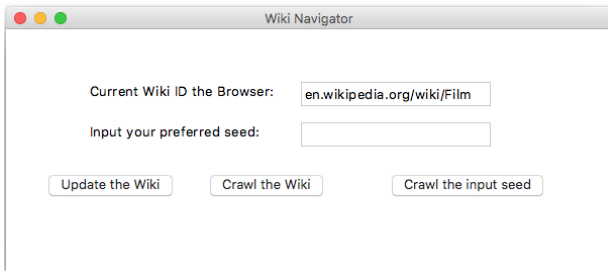 Wiki Navigator
Current Wiki ID the Browser: en.wikipedia.org/wiki/Film
Input your preferred seed:
Update the Wiki Crawl the Wiki Crawl the input seed